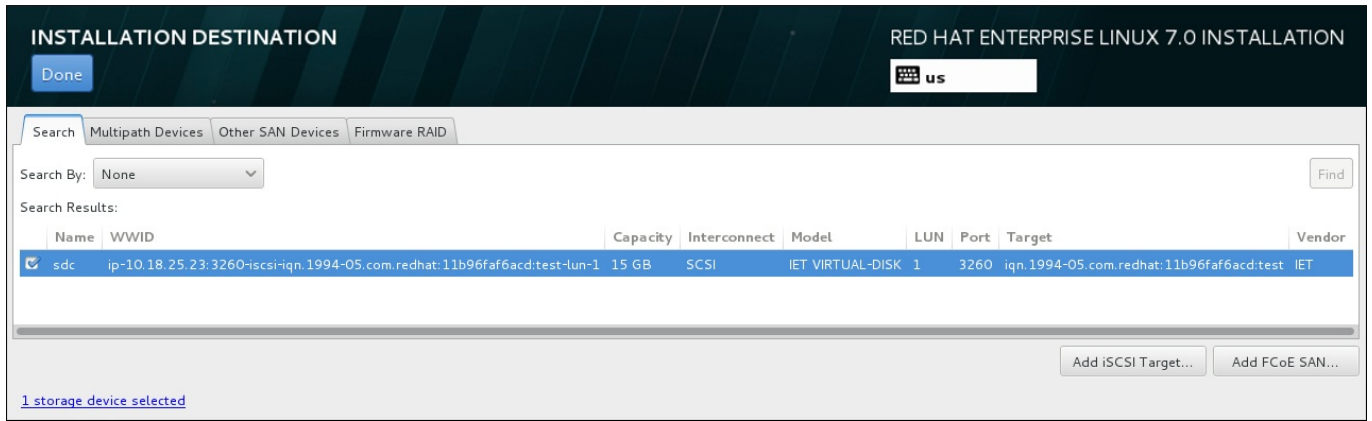 INSTALLATION DESTINATION
RED HAT ENTERPRISE LINUX 7.0 INSTALLATION
Done
us
Search Multipath Devices Other SAN Devices Firmware RAID
Search By: None Find
Search Results:
Name WWID Capacity Interconnect Model LUN Port Target Vendor
sdc ip-10.18.25.23:3260-iscsi-iqn.1994-05.com.redhat:11b96faf6acd:test-lun-1 15 GB SCSI IET VIRTUAL-DISK 1 3260 iqn.1994-05.com.redhat:11b96faf6acd:test IET
Add iSCSI Target... Add FCoE SAN...
1 storage device selected